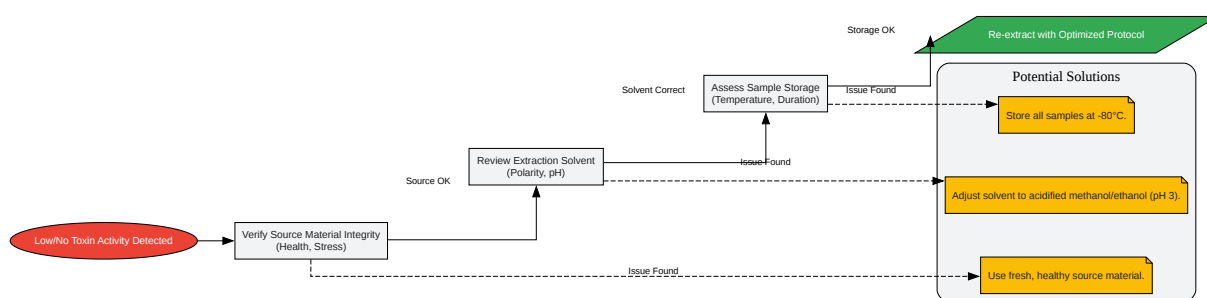 Storage OK
Re-extract with Optimized Protocol
Potential Solutions
Solvent Correct
Assess Sample Storage
(Temperature, Duration)
Issue Found
Store all samples at -80°C.
Review Extraction Solvent
(Polarity, pH)
Issue Found
Source OK
Adjust solvent to acidified methanol/ethanol (pH 3).
Low/No Toxin Activity Detected
Verify Source Material Integrity
(Health, Stress)
Issue Found
Use fresh, healthy source material.